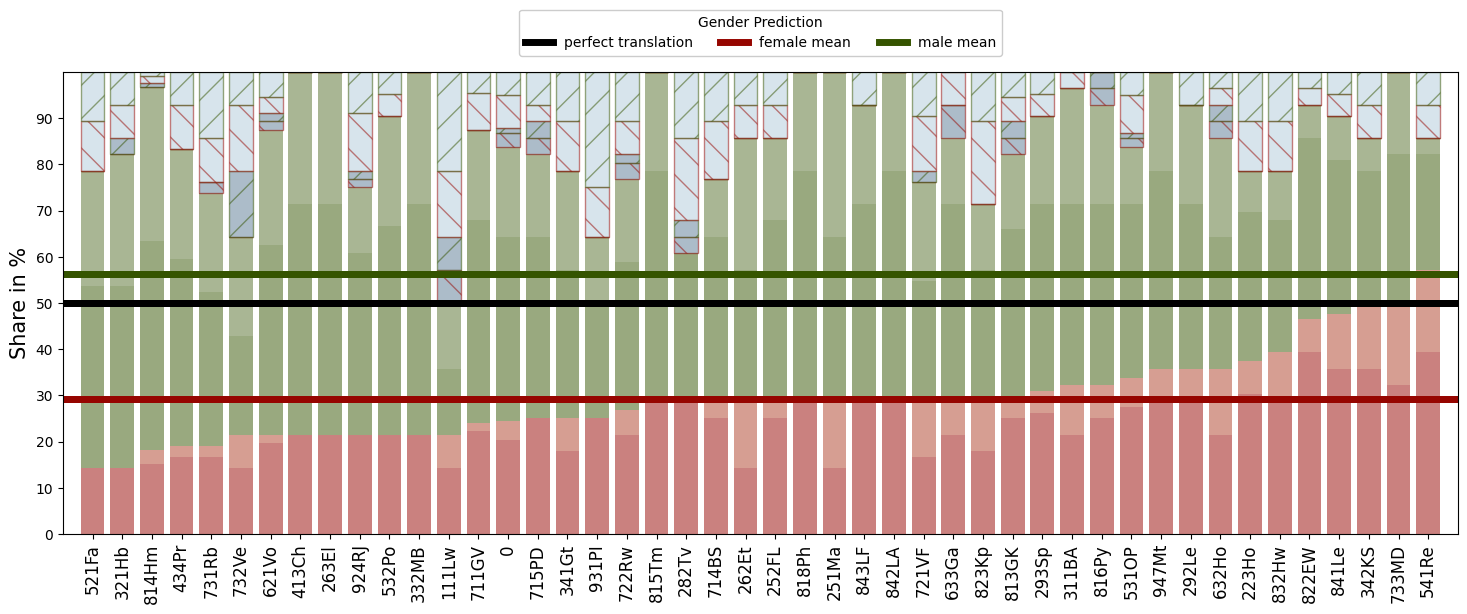 Gender Prediction
perfect translation female mean male mean
Share in %
90
80
70
60
50
40
30
20
10
0
521Fa 321Hb 814Hm 434Pr 731Rb 732Ve 621Vo 413Ch 263El 924RJ 532Po 332MB 111Lw 711GV 0 715PD 341Gt 931Pl 722Rw 815Tm 282Tv 714BS 262Et 252FL 818Ph 251Ma 843LF 842LA 721VF 633Ga 823Kp 813GK 293Sp 311BA 816Py 531OP 947Mt 292Le 632Ho 223Ho 832Hw 822EW 841Le 342KS 733MD 541Re